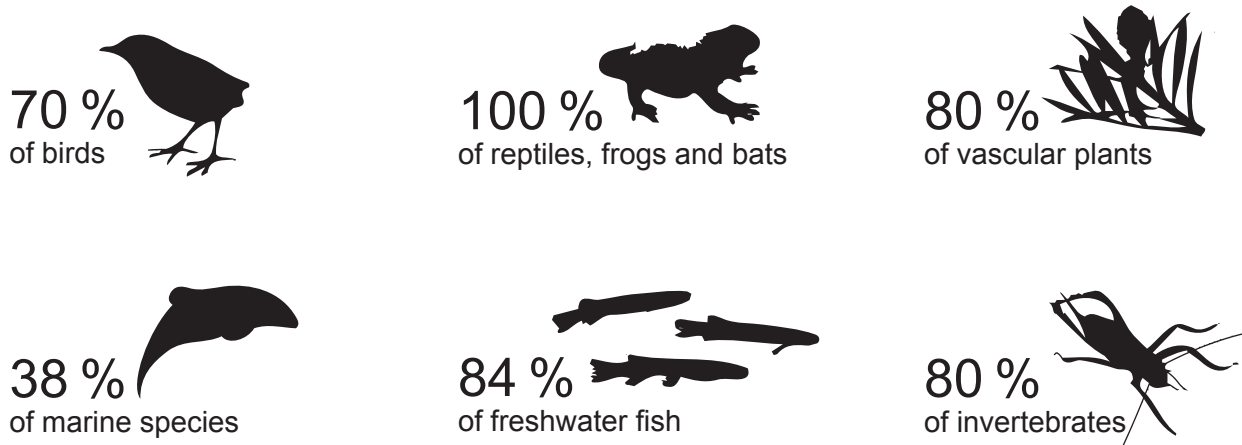 70 %
of birds
100 %
of reptiles, frogs and bats
80 %
of vascular plants
38 %
of marine species
84 %
of freshwater fish
80 %
of invertebrates